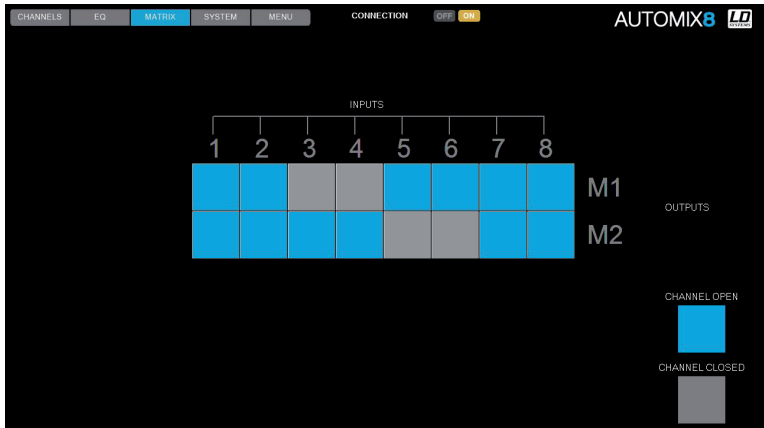 CHANNELS EQ MATRIX SYSTEM MENU CONNECTION OFF ON AUTOMIX8 LD SYSTEMS
INPUTS
1 2 3 4 5 6 7 8
M1
OUTPUTS
M2
CHANNEL OPEN
CHANNEL CLOSED